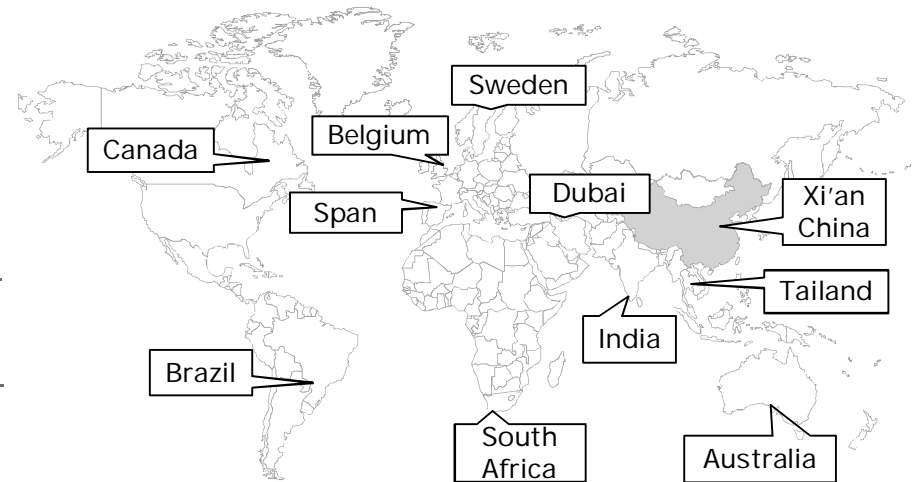 Sweden
Belgium
Canada
Dubai
Xi'an
China
Span
Tailand
India
Brazil
South
Africa
Australia